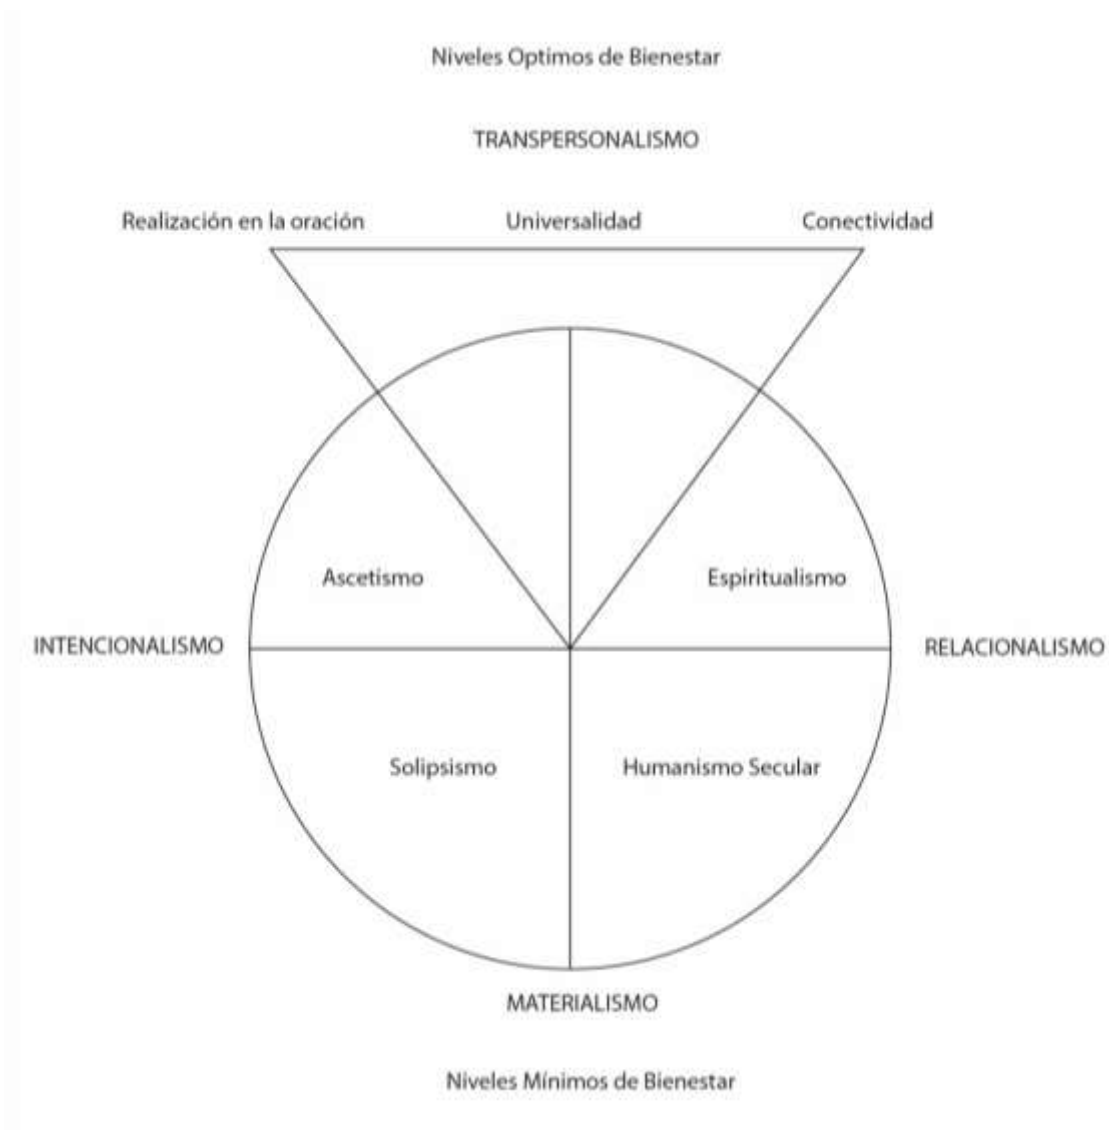 Niveles Optimos de Bienestar
TRANSPERSONALISMO
Realización en la oración Universalidad Conectividad
Ascetismo Espiritualismo
INTENCIONALISMO RELACIONALISMO
Solipsismo Humanismo Secular
MATERIALISMO
Niveles Mínimos de Bienestar